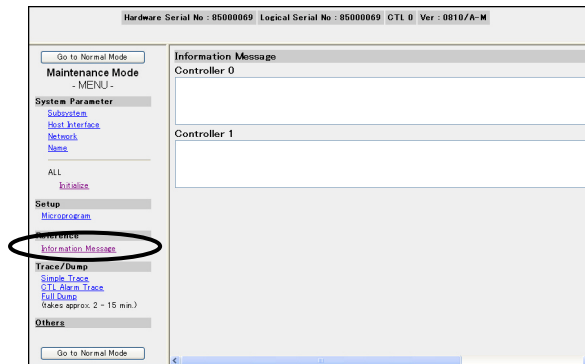 Hardware Serial No : 85000069 Logical Serial No : 85000069 CTL 0 Ver : 0810/A-M
Go to Normal Mode
Maintenance Mode
- MENU -
System Parameter
Subsystem
Host Interface
Network
Name
ALL
Initialize
Setup
Microprogram
Reference
Information Message
Trace/Dump
Simple Trace
CTL Alarm Trace
Full Dump
(takes approx. 2 - 15 min.)
Others
Go to Normal Mode
Information Message
Controller 0
Controller 1